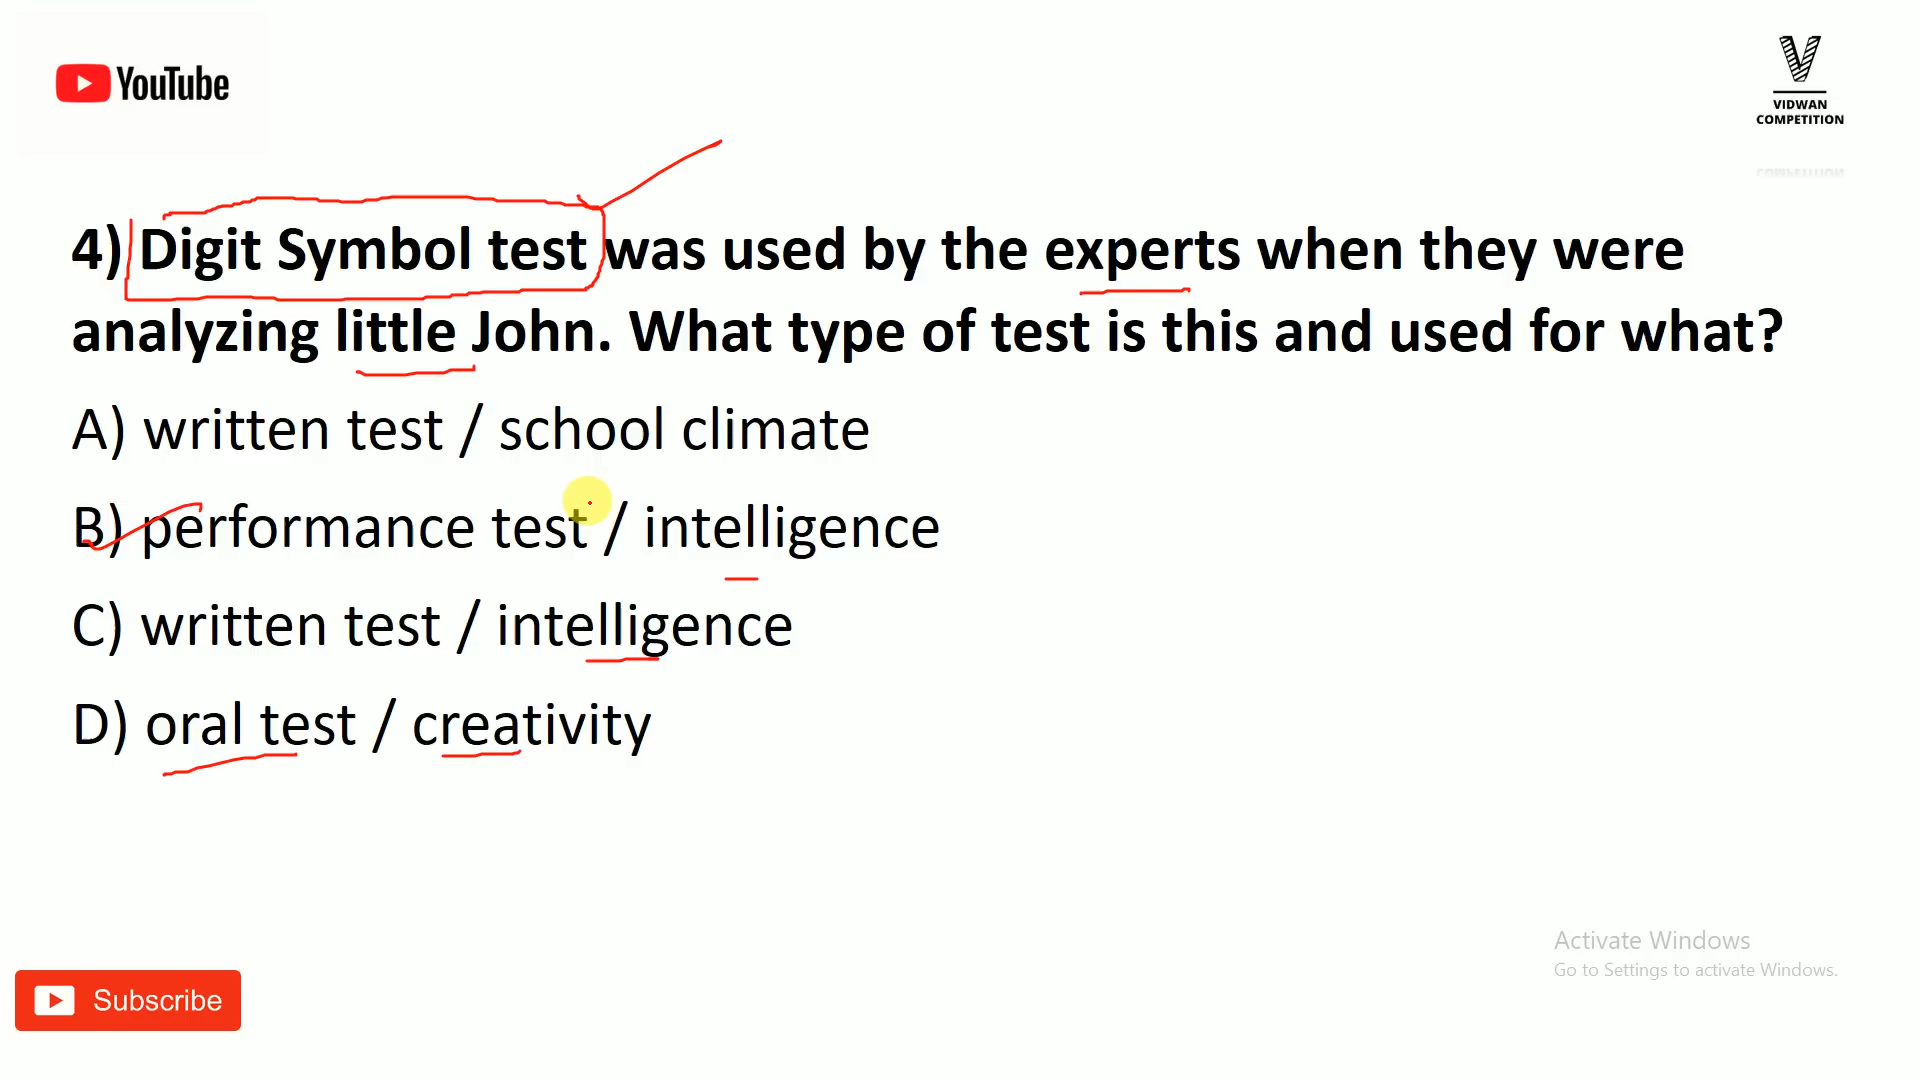 YouTube
VIDWAN
COMPETITION
4) Digit Symbol test was used by the experts when they were
analyzing little John. What type of test is this and used for what?
A) written test / school climate
B) performance test / intelligence
C) written test / intelligence
D) oral test / creativity
Activate Windows
Go to Settings to activate Windows.
Subscribe